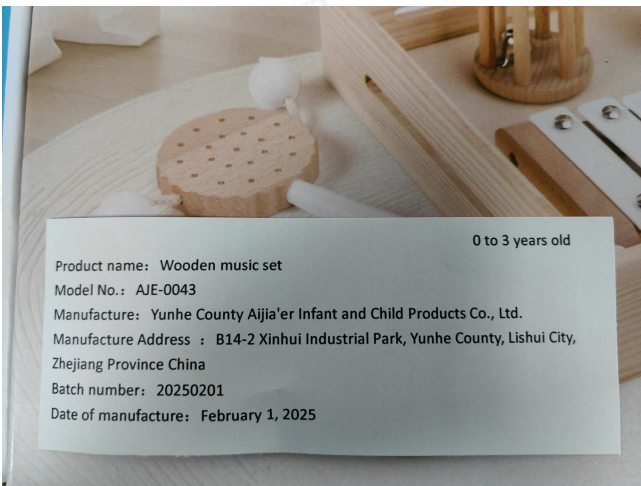 0 to 3 years old
Product name: Wooden music set
Model No.: AJE-0043
Manufacture: Yunhe County Aijia'er Infant and Child Products Co., Ltd.
Manufacture Address : B14-2 Xinhui Industrial Park, Yunhe County, Lishui City,
Zhejiang Province China
Batch number: 20250201
Date of manufacture: February 1, 2025